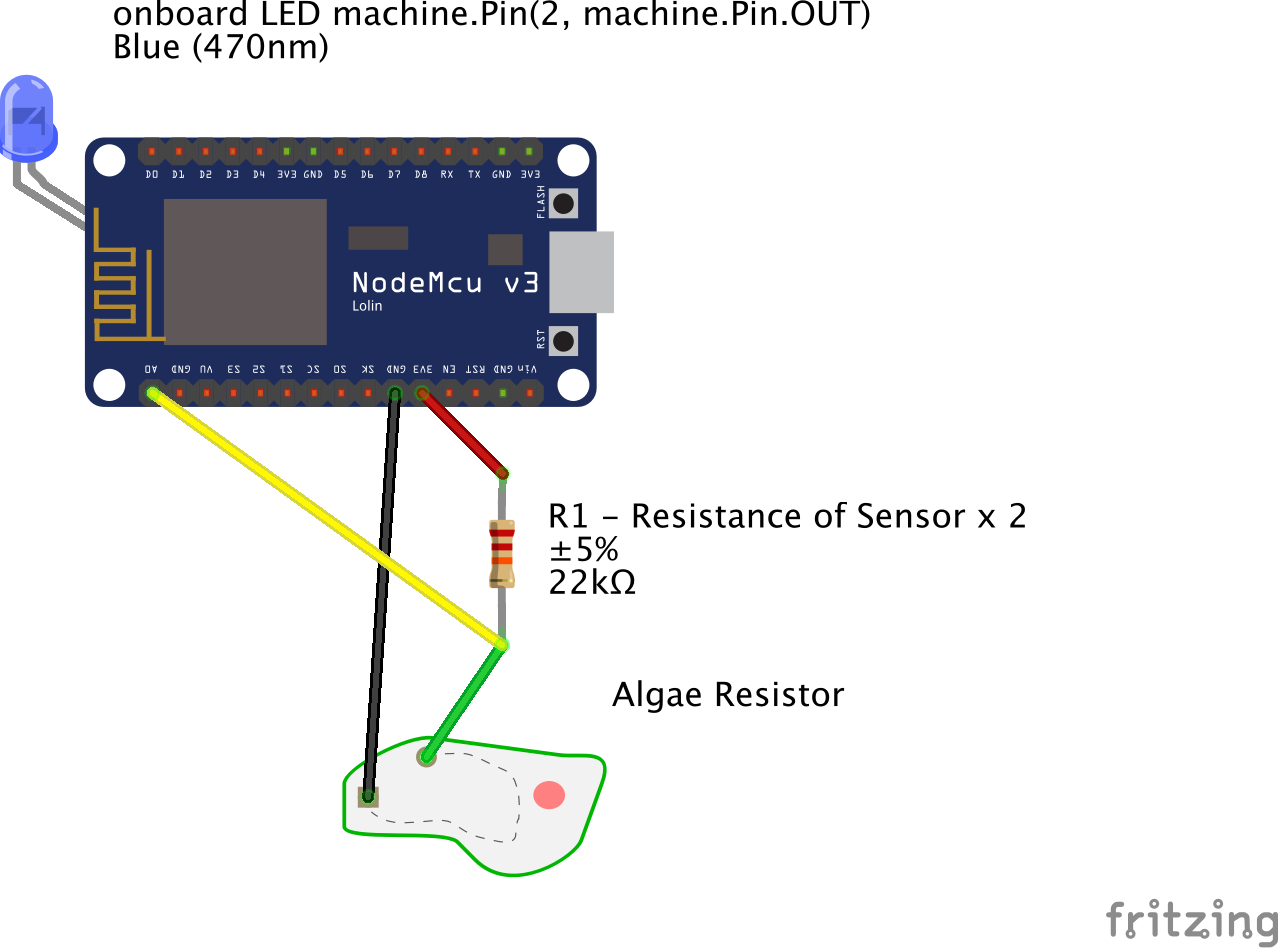 onboard LED machine.Pin(2, machine.Pin.OUT)
Blue (470nm)
D0 D1 D2 D3 D4 3V3 GND D5 D6 D7 D8 RX TX GND 3V3
FLASH
NodeMcu v3
Lolin
RST
A0 GND VU S3 S2 S1 SC S0 SK GND 3V3 EN RST GND Vin
R1 – Resistance of Sensor x 2
±5%
22kΩ
Algae Resistor
fritzing